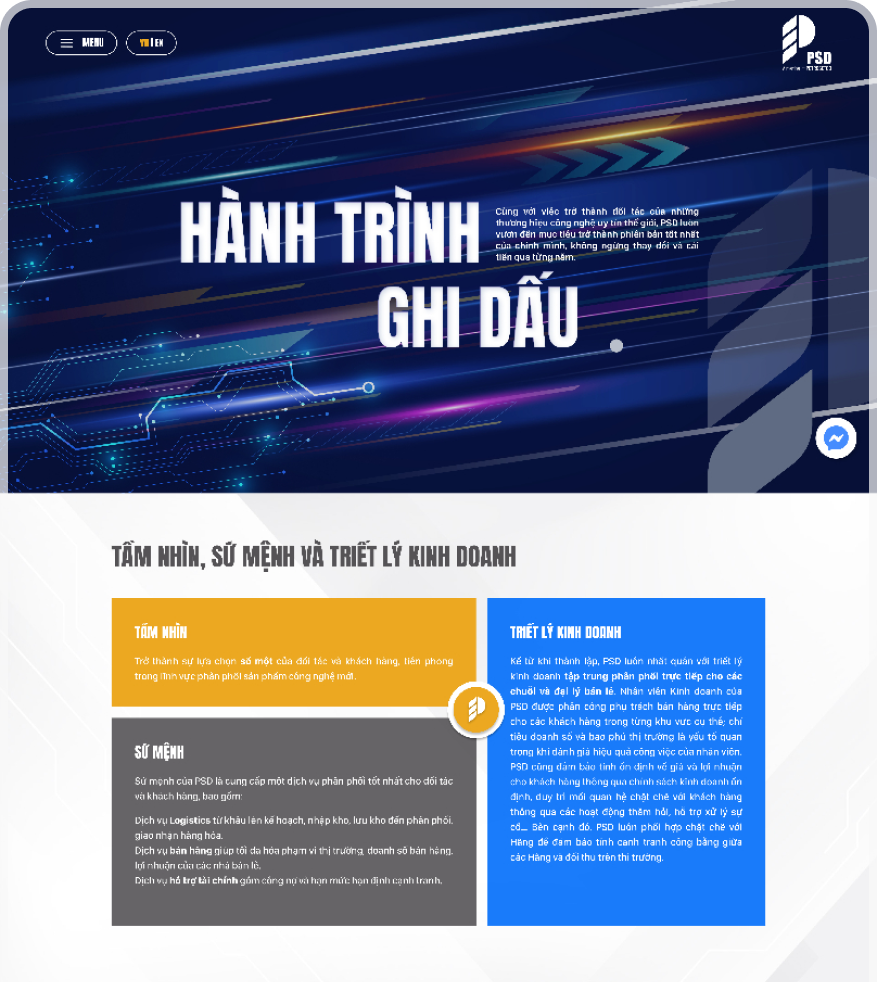 MENU
VN | EN
PSD
PETROSETCO
HÀNH TRÌNH
Cùng với việc trở thành đối tác của những
thương hiệu công nghệ uy tín thế giới, PSD luôn
vươn đến mục tiêu trở thành phiên bản tốt nhất
của chính mình, không ngừng thay đổi và cải
tiến qua từng năm.
GHI DẤU
TẦM NHÌN, SỨ MỆNH VÀ TRIẾT LÝ KINH DOANH
TẦM NHÌN
Trở thành sự lựa chọn số một của đối tác và khách hàng, tiên phong
trong lĩnh vực phân phối sản phẩm công nghệ mới.
SỨ MỆNH
Sứ mệnh của PSD là cung cấp một dịch vụ phân phối tốt nhất cho đối tác
và khách hàng, bao gồm:
Dịch vụ Logistics từ khâu lên kế hoạch, nhập kho, lưu kho đến phân phối,
giao nhận hàng hóa.
Dịch vụ bán hàng giúp tối đa hóa phạm vi thị trường, doanh số bán hàng,
lợi nhuận của các nhà bán lẻ.
Dịch vụ hỗ trợ tài chính gồm công nợ và hạn mức hạn định cạnh tranh.
TRIẾT LÝ KINH DOANH
Kể từ khi thành lập, PSD luôn nhất quán với triết lý
kinh doanh tập trung phân phối trực tiếp cho các
chuỗi và đại lý bán lẻ. Nhân viên Kinh doanh của
PSD được phân công phụ trách bán hàng trực tiếp
cho các khách hàng trong từng khu vực cụ thể; chỉ
tiêu doanh số và bao phủ thị trường là yếu tố quan
trọng khi đánh giá hiệu quả công việc của nhân viên.
PSD cũng đảm bảo tính ổn định về giá và lợi nhuận
cho khách hàng thông qua chính sách kinh doanh ổn
định, duy trì mối quan hệ chặt chẽ với khách hàng
thông qua các hoạt động thăm hỏi, hỗ trợ xử lý sự
cố... Bên cạnh đó, PSD luôn phối hợp chặt chẽ với
Hãng để đảm bảo tính cạnh tranh công bằng giữa
các Hãng và đối thủ trên thị trường.